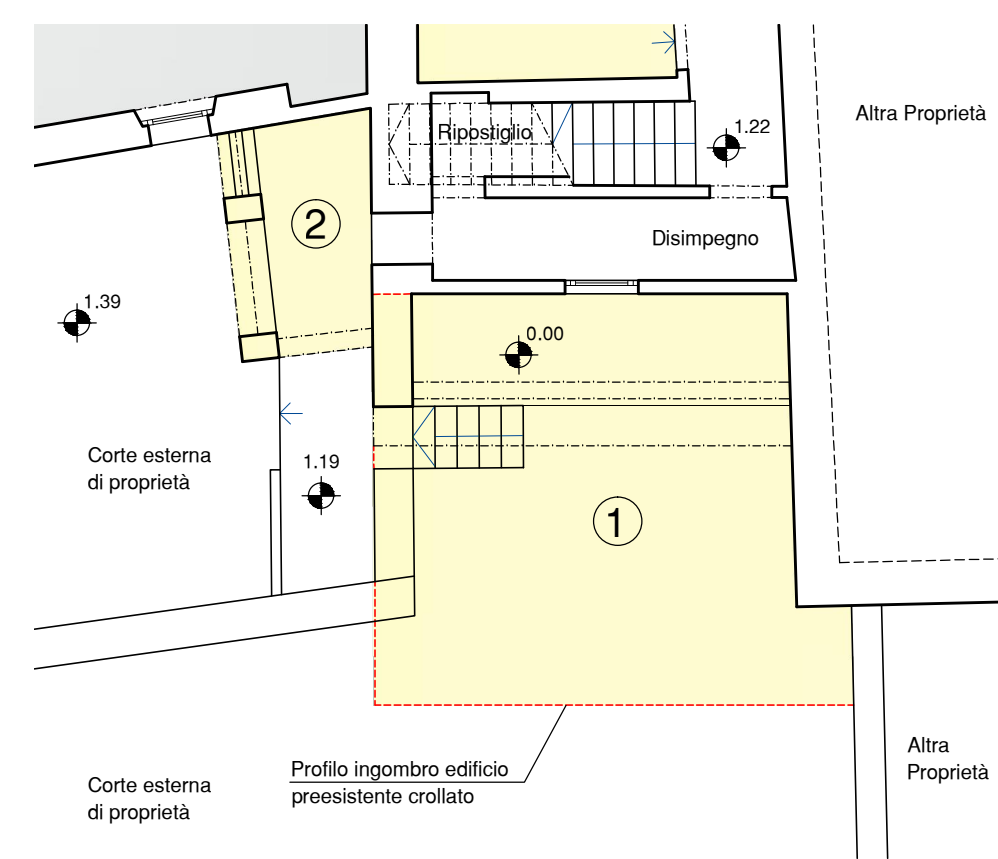 Altra Proprietà
1.22
Ripostiglio
2
Disimpegno
1.39
0.00
Corte esterna
di proprietà
1.19
1
Profilo ingombro edificio
preesistente crollato
Altra
Proprietà
Corte esterna
di proprietà